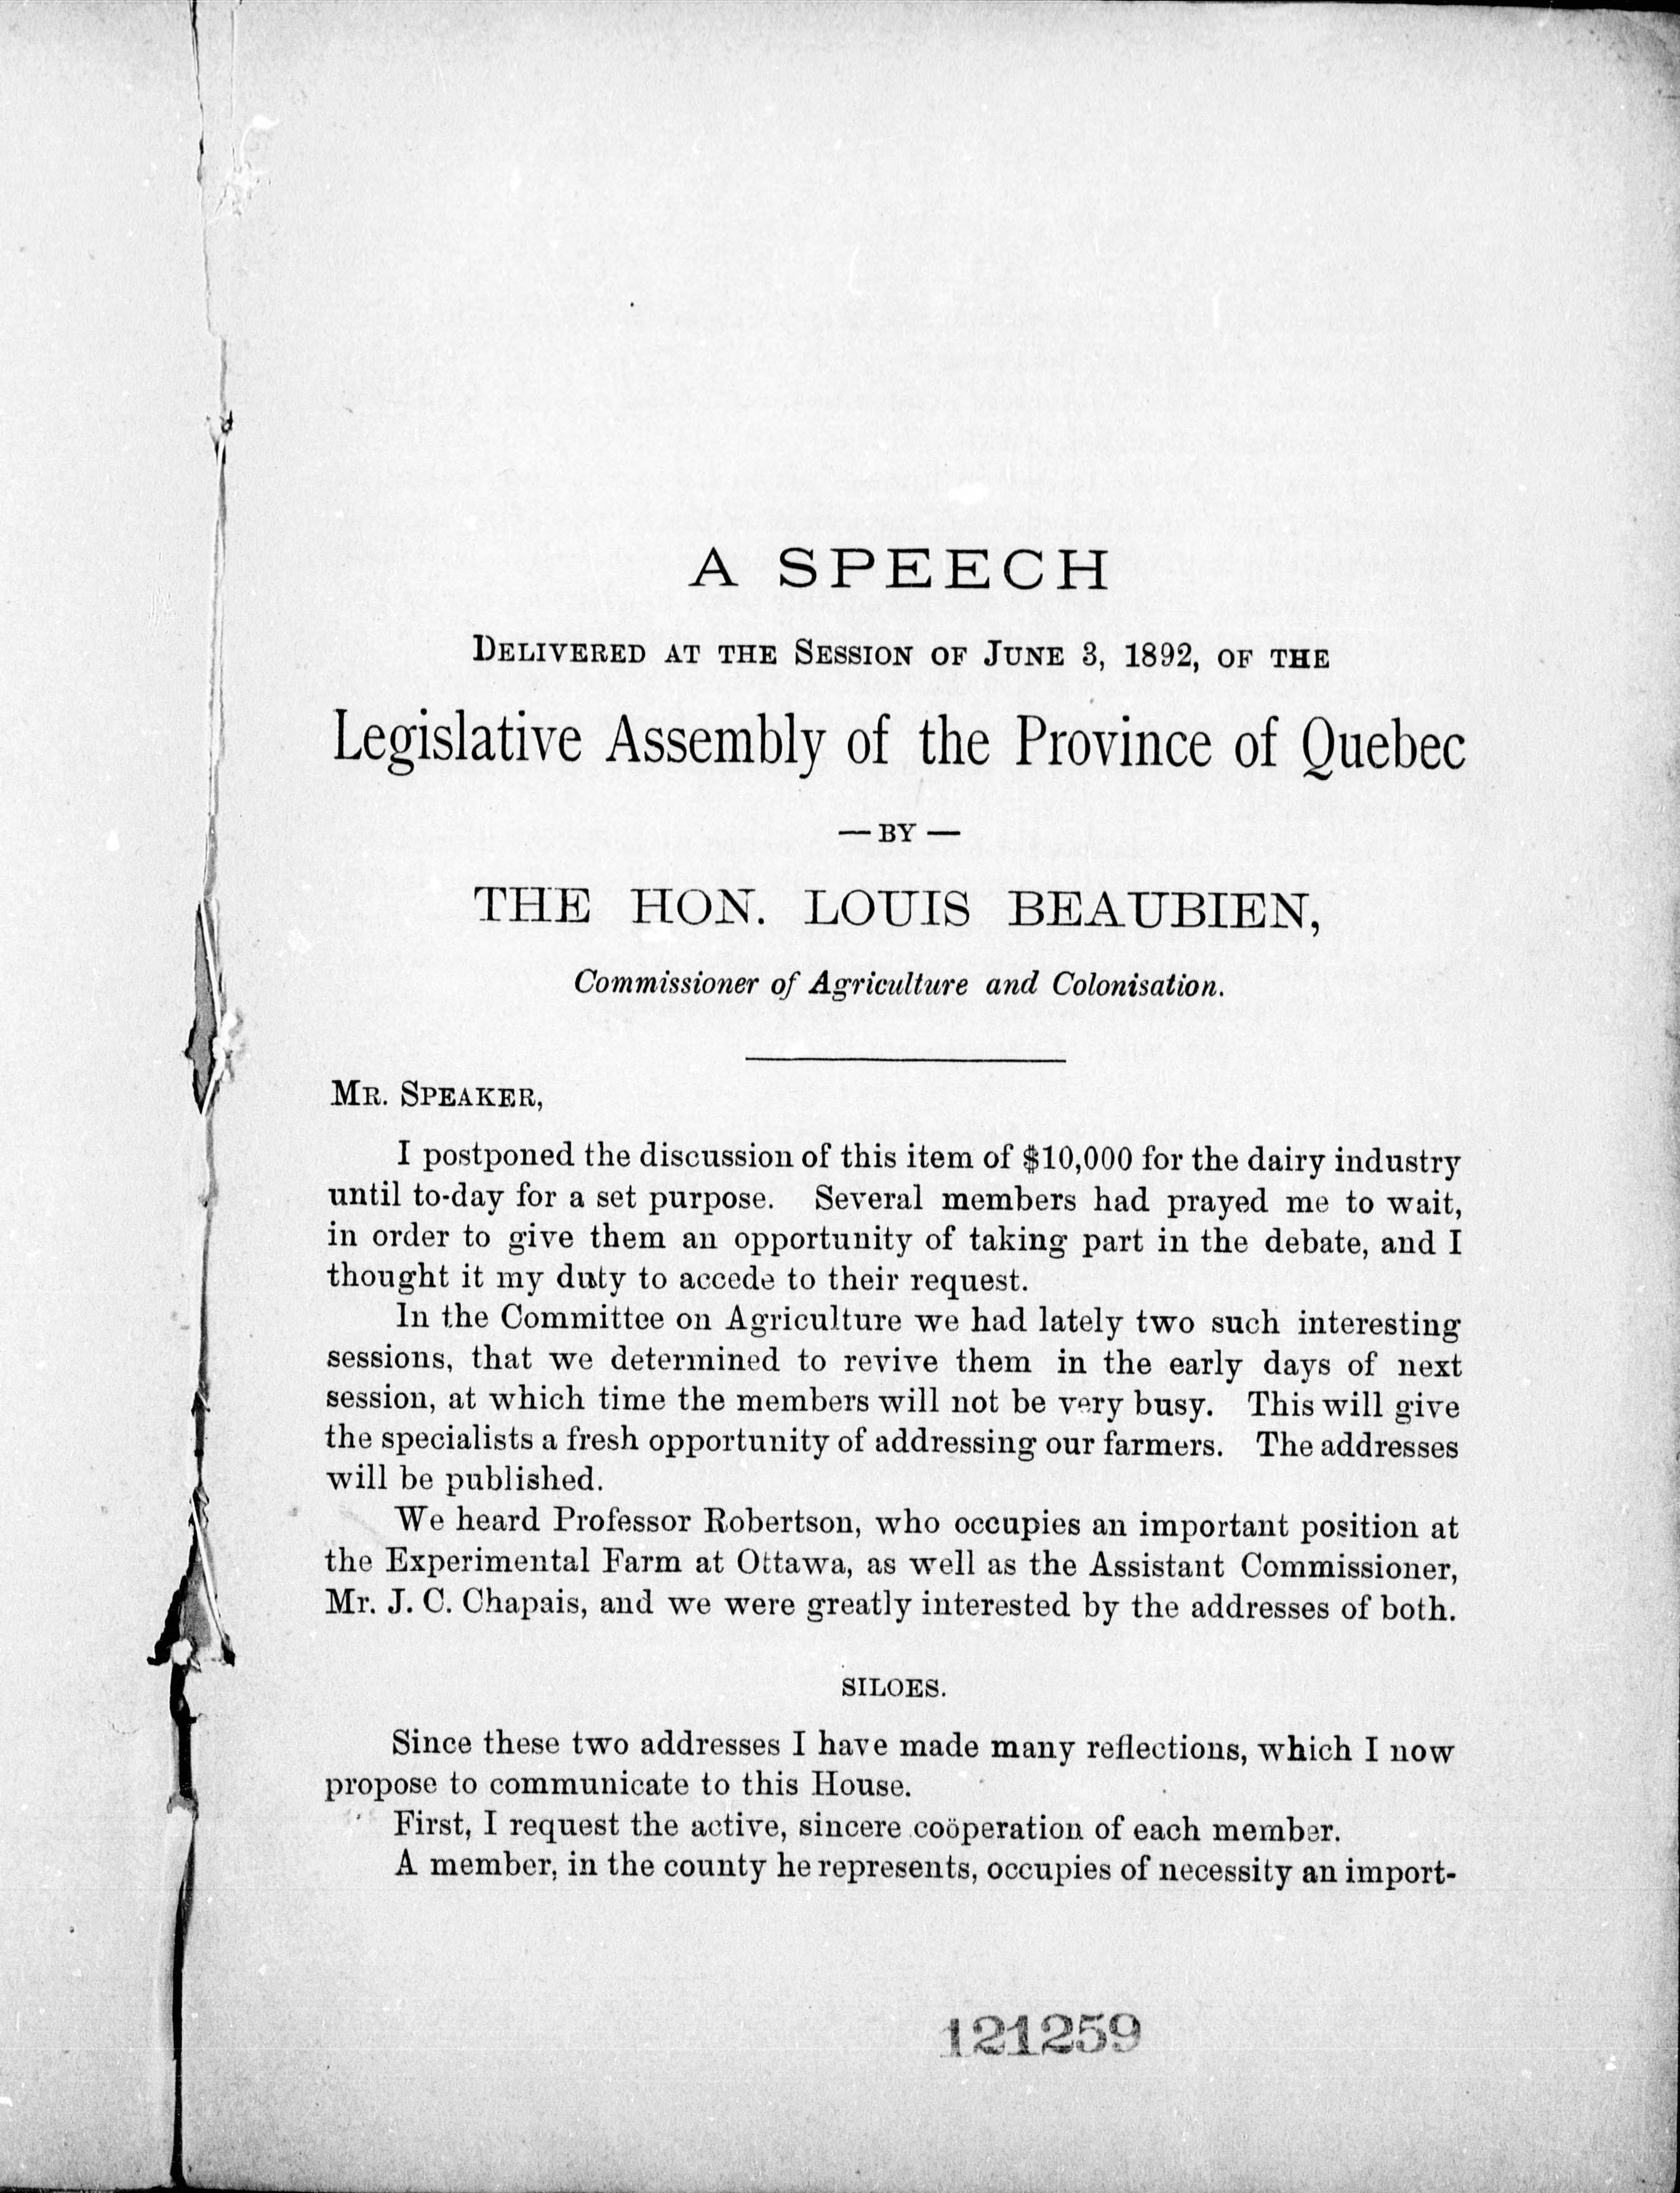 A SPEECH
DELIVERED AT THE SESSION OF JUNE 3, 1892, OF THE
Legislative Assembly of the Province of Quebec
— BY —
THE HON. LOUIS BEAUBIEN,
Commissioner of Agriculture and Colonisation.
MR. SPEAKER,
I postponed the discussion of this item of $10,000 for the dairy industry
until to-day for a set purpose. Several members had prayed me to wait,
in order to give them an opportunity of taking part in the debate, and I
thought it my duty to accede to their request.
In the Committee on Agriculture we had lately two such interesting
sessions, that we determined to revive them in the early days of next
session, at which time the members will not be very busy. This will give
the specialists a fresh opportunity of addressing our farmers. The addresses
will be published.
We heard Professor Robertson, who occupies an important position at
the Experimental Farm at Ottawa, as well as the Assistant Commissioner,
Mr. J. C. Chapais, and we were greatly interested by the addresses of both.
SILOES.
Since these two addresses I have made many reflections, which I now
propose to communicate to this House.
First, I request the active, sincere coöperation of each member.
A member, in the county he represents, occupies of necessity an import-
121259